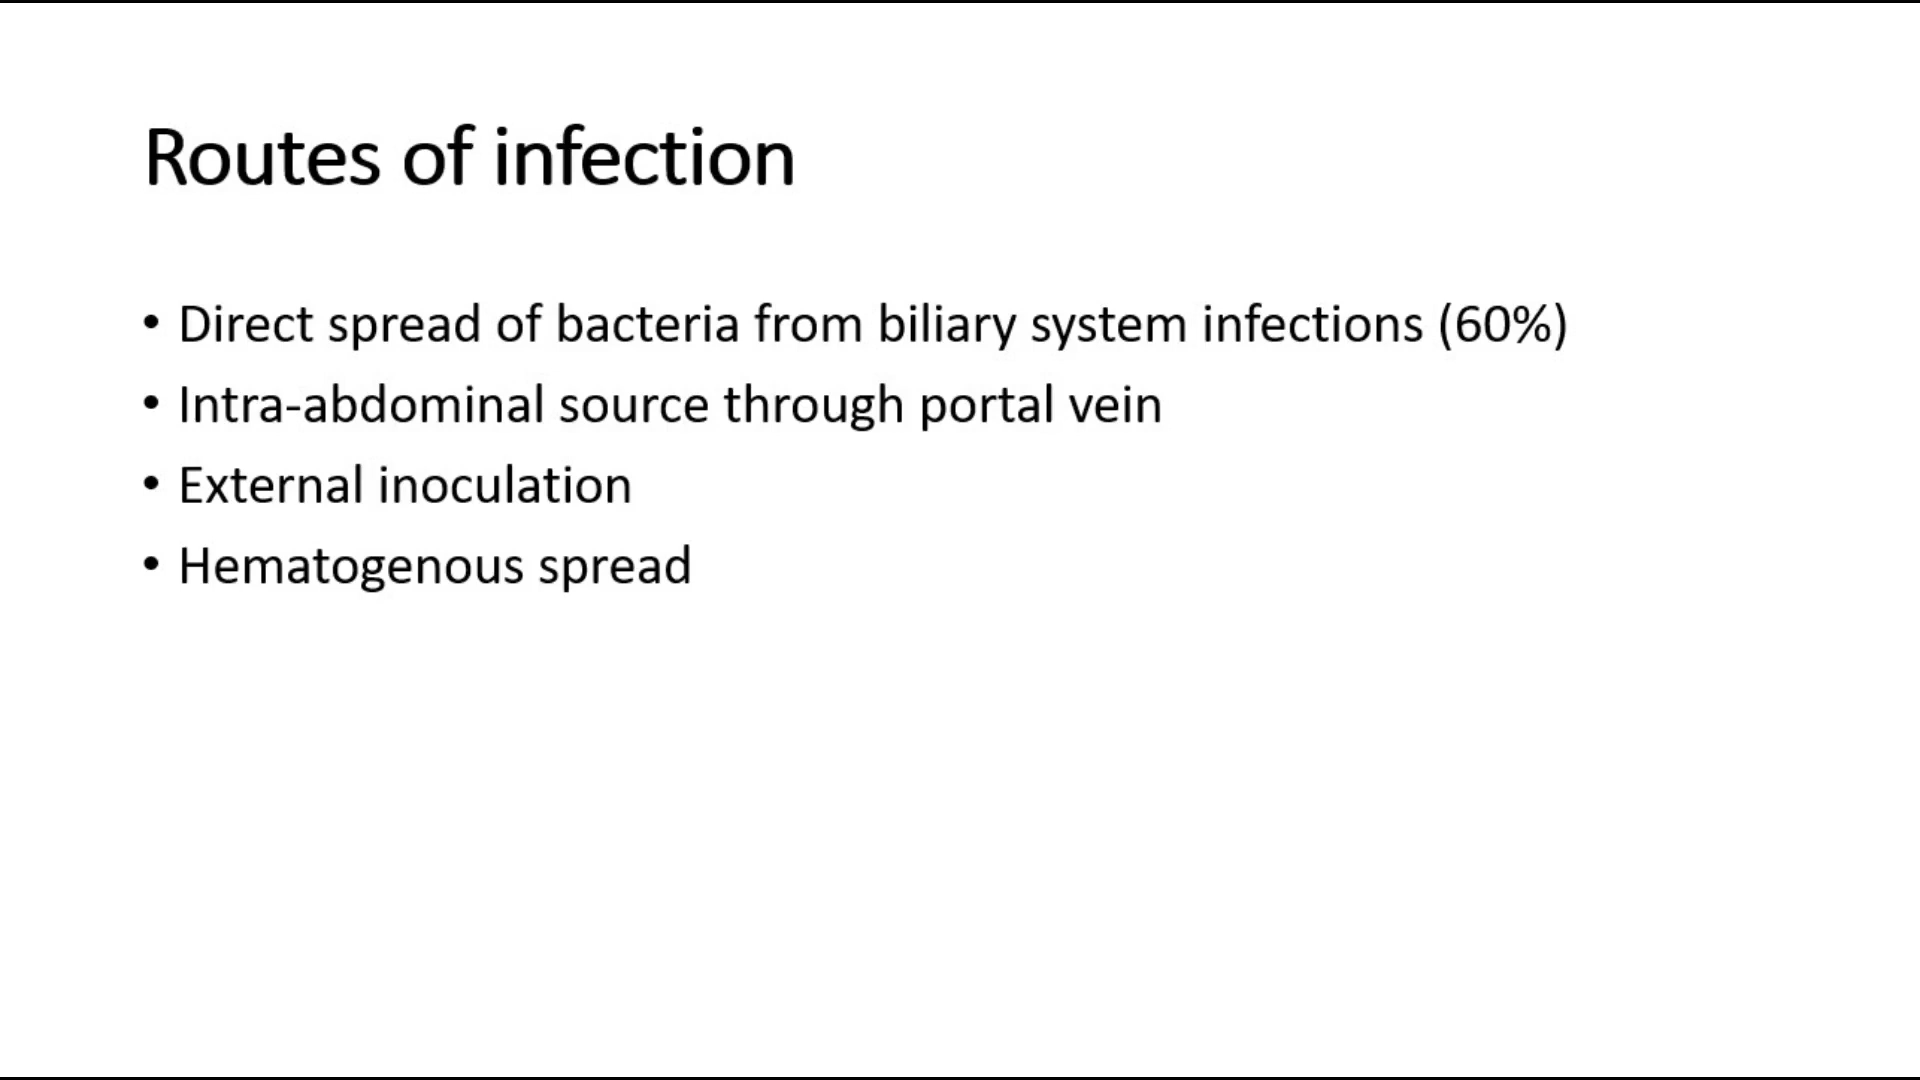 Routes of infection
• Direct spread of bacteria from biliary system infections (60%)
• Intra-abdominal source through portal vein
• External inoculation
• Hematogenous spread